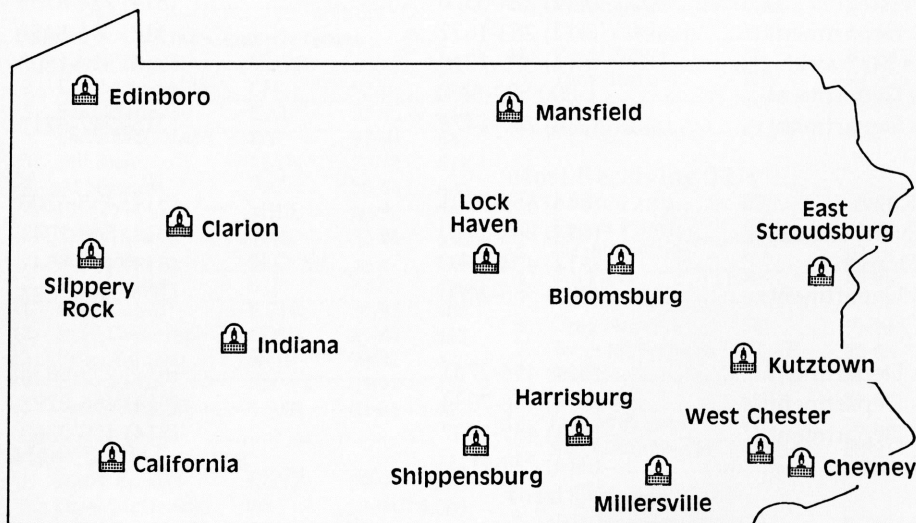 Edinboro
Mansfield
Clarion
Lock
Haven
East
Stroudsburg
Slippery
Rock
Bloomsburg
Indiana
Kutztown
Harrisburg
West Chester
California
Shippensburg
Millersville
Cheyney